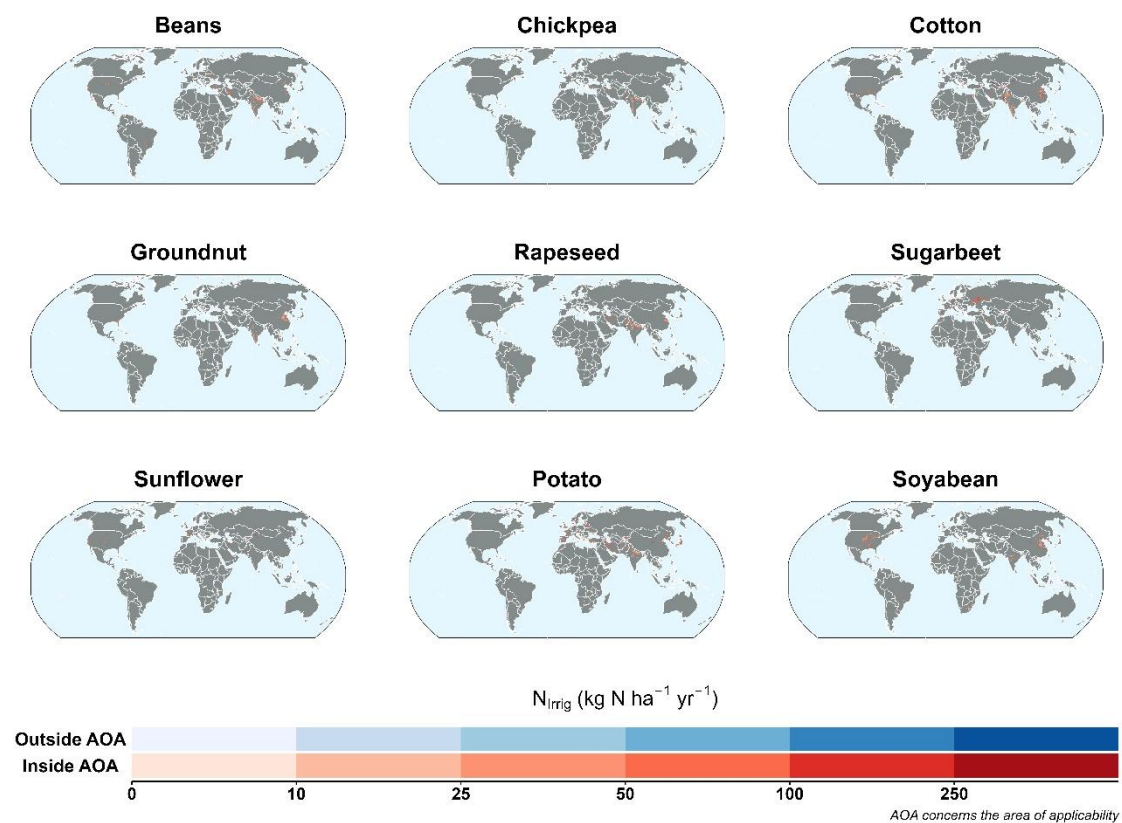 Beans
Chickpea
Cotton
Groundnut
Rapeseed
Sugarbeet
Sunflower
Potato
Soyabean
N_Irrig (kg N ha⁻¹ yr⁻¹)
Outside AOA
Inside AOA
0 10 25 50 100 250
AOA concerns the area of applicability